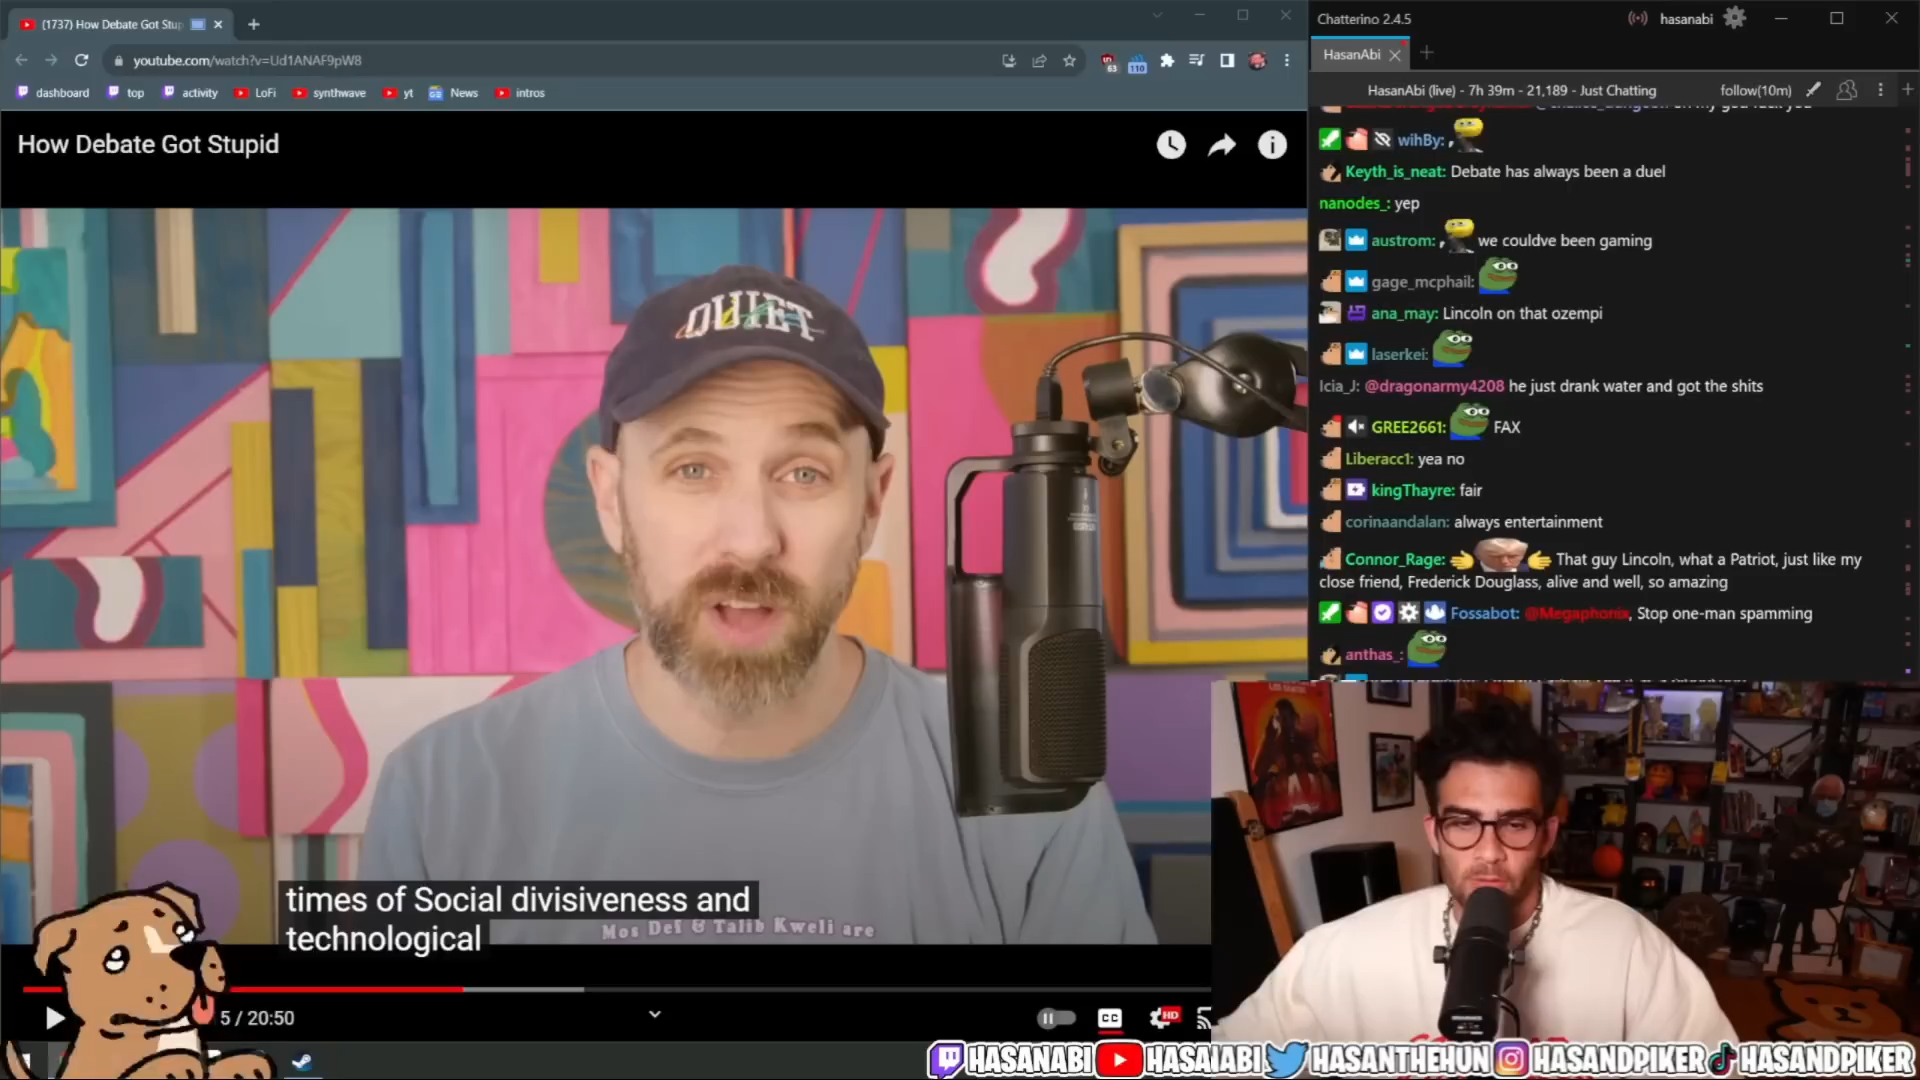 (1737) How Debate Got Stup
youtube.com/watch?v=Ud1ANAF9pW8
63
110
dashboard
top
activity
LoFi
synthwave
yt
News
intros
How Debate Got Stupid
QUIET
times of Social divisiveness and
technological
Mos Def & Talib Kweli are
5 / 20:50
CC
HD
Chatterino 2.4.5
hasanabi
HasanAbi
HasanAbi (live) - 7h 39m - 21,189 - Just Chatting
follow(10m)
wihBy: ,
Keyth_is_neat: Debate has always been a duel
nanodes_: yep
austrom: , we couldve been gaming
gage_mcphail:
ana_may: Lincoln on that ozempi
laserkei:
Icia_J: @dragonarmy4208 he just drank water and got the shits
GREE2661: FAX
Liberacc1: yea no
kingThayre: fair
corinaandalan: always entertainment
Connor_Rage: That guy Lincoln, what a Patriot, just like my
close friend, Frederick Douglass, alive and well, so amazing
Fossabot: @Megaphonix, Stop one-man spamming
anthas_:
HASANABI
HASANABI
HASANTHEHUN
HASANDPIKER
HASANDPIKER